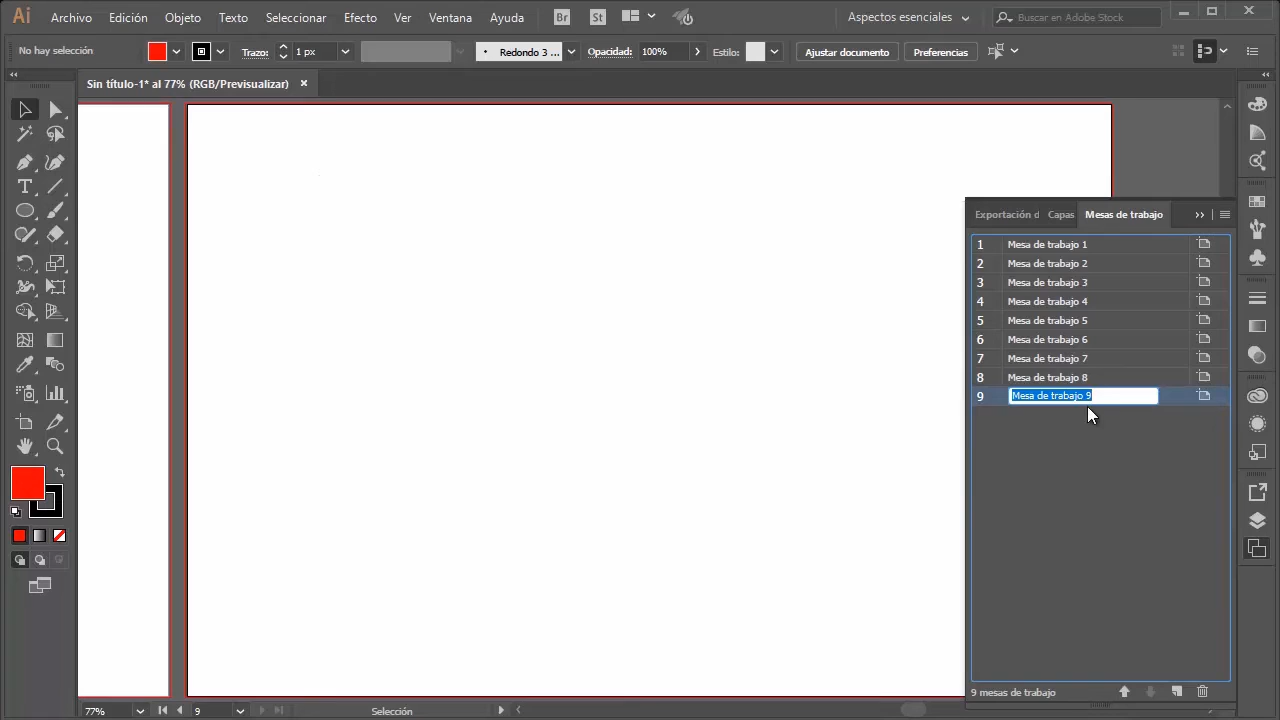 Ai Archivo Edición Objeto Texto Seleccionar Efecto Ver Ventana Ayuda Br St Aspectos esenciales Buscar en Adobe Stock
No hay selección Trazo: 1 px Redondo 3 ... Opacidad: 100% Estilo: Ajustar documento Preferencias
Sin título-1* al 77% (RGB/Previsualizar)
Exportación d Capas Mesas de trabajo
1 Mesa de trabajo 1
2 Mesa de trabajo 2
3 Mesa de trabajo 3
4 Mesa de trabajo 4
5 Mesa de trabajo 5
6 Mesa de trabajo 6
7 Mesa de trabajo 7
8 Mesa de trabajo 8
9 Mesa de trabajo 9
9 mesas de trabajo
77% 9 Selección